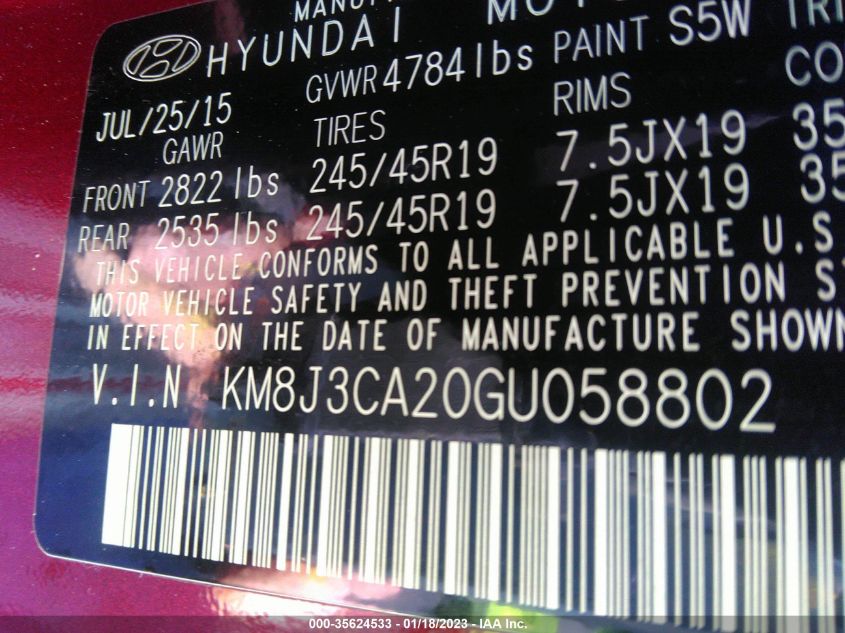 HYUNDAI
JUL/25/15 GVWR 4784 lbs PAINT S5W
GAWR TIRES RIMS
FRONT 2822 lbs 245/45R19 7.5JX19 35
REAR 2535 lbs 245/45R19 7.5JX19 35
THIS VEHICLE CONFORMS TO ALL APPLICABLE U.S
MOTOR VEHICLE SAFETY AND THEFT PREVENTION
IN EFFECT ON THE DATE OF MANUFACTURE SHOWN
V.I.N KM8J3CA20GU058802
000-35624533 - 01/18/2023 - IAA Inc.